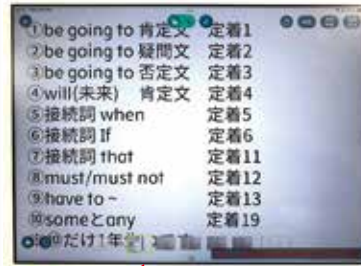 ①be going to 肯定文 定着1
②be going to 疑問文 定着2
③be going to 否定文 定着3
④will(未来) 肯定文 定着4
⑤接続詞 when 定着5
⑥接続詞 If 定着6
⑦接続詞 that 定着11
⑧must/must not 定着12
⑨have to ~ 定着13
⑩someとany 定着19
だけ1年